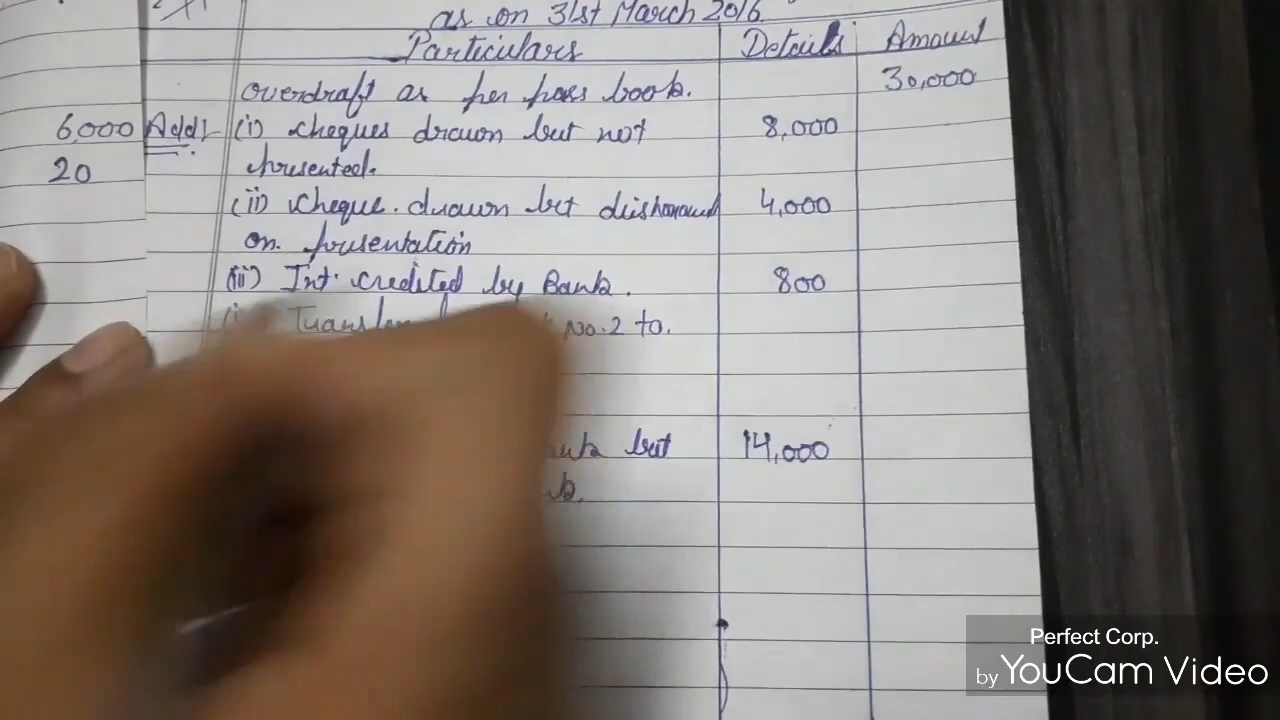 as on 31st March 2016.
Particulars Details Amount
overdraft as per pass book. 30,000
6,000 Add:- (i) cheques drawn but not 8,000
20 presented.
(ii) cheque. drawn but dishonoured 4,000
on. presentation
(iii) Int. credited by Bank. 800
No. 2 to.
but 14,000
Perfect Corp.
by YouCam Video